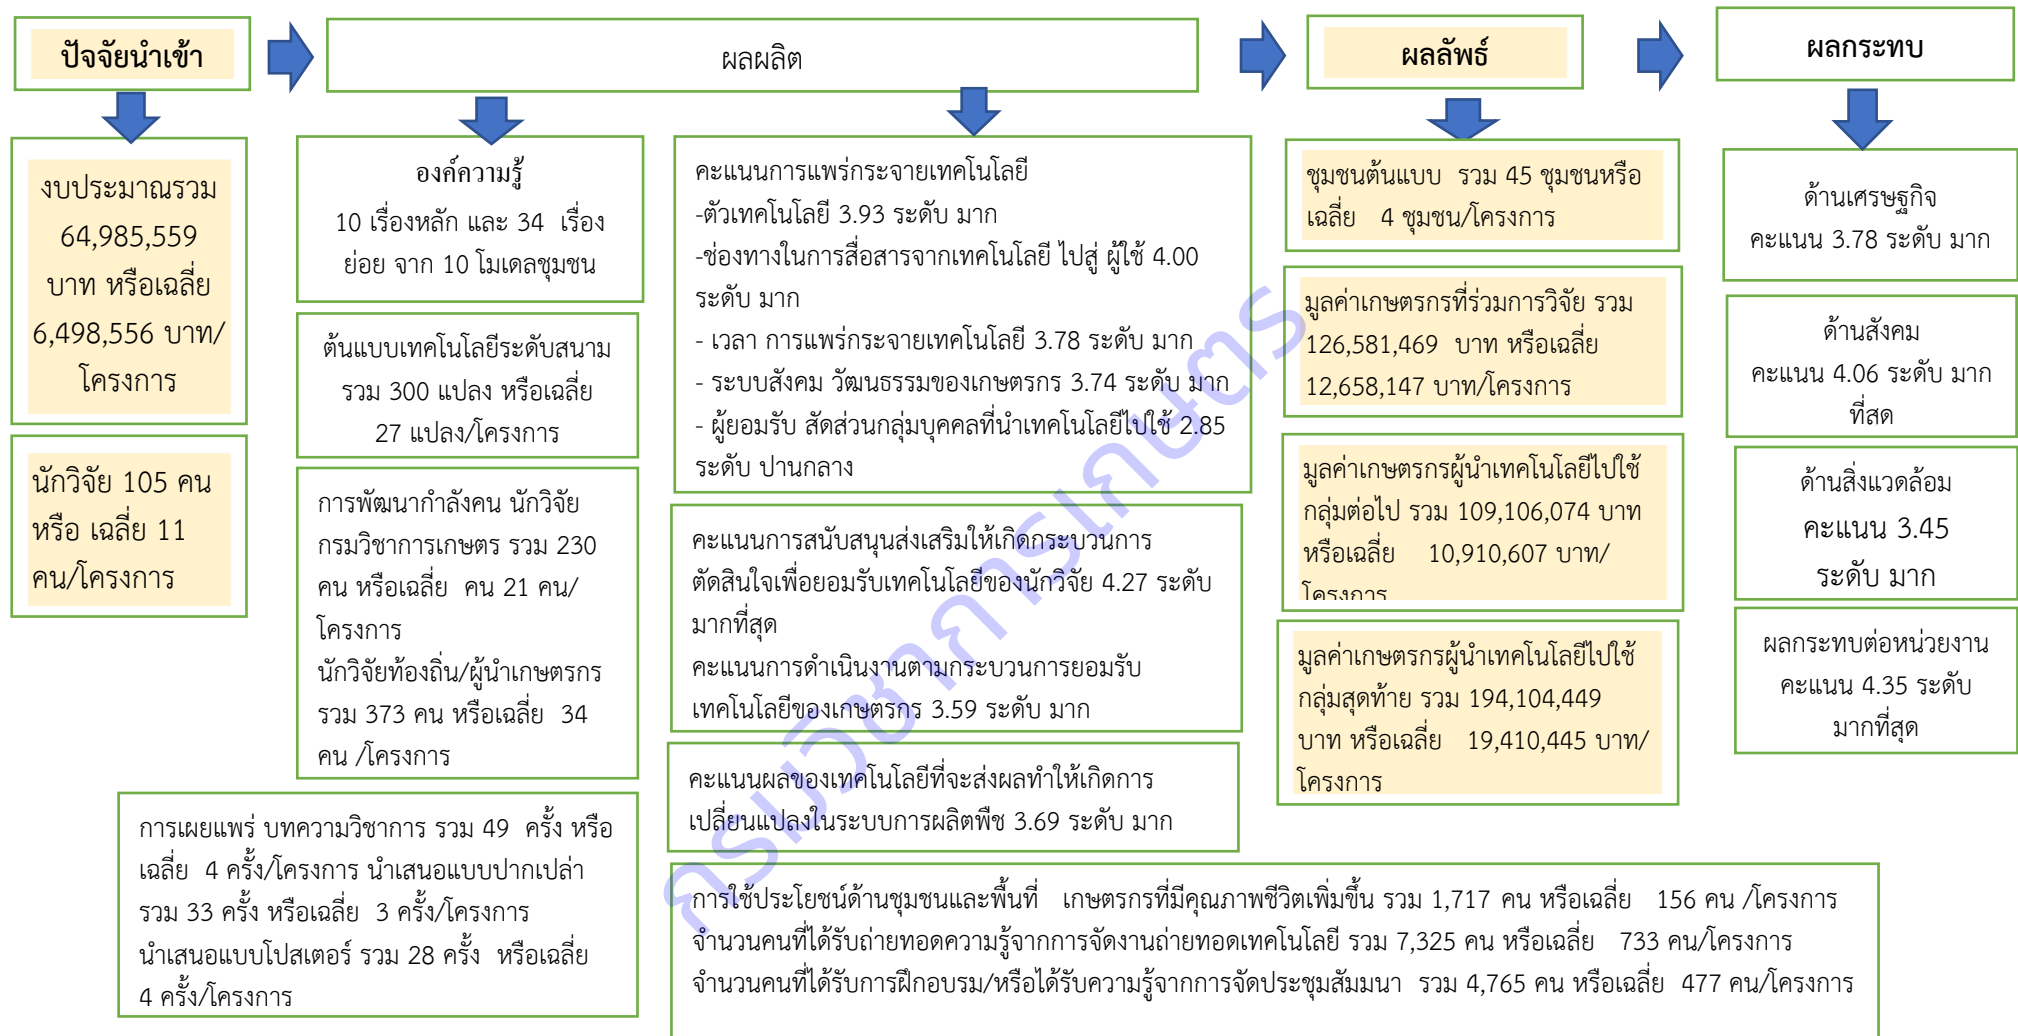 ปัจจัยนำเข้า
ผลผลิต
ผลลัพธ์
ผลกระทบ
งบประมาณรวม
64,985,559
บาท หรือเฉลี่ย
6,498,556 บาท/
โครงการ
นักวิจัย 105 คน
หรือ เฉลี่ย 11
คน/โครงการ
องค์ความรู้
10 เรื่องหลัก และ 34 เรื่อง
ย่อย จาก 10 โมเดลชุมชน
ต้นแบบเทคโนโลยีระดับสนาม
รวม 300 แปลง หรือเฉลี่ย
27 แปลง/โครงการ
การพัฒนากำลังคน นักวิจัย
กรมวิชาการเกษตร รวม 230
คน หรือเฉลี่ย คน 21 คน/
โครงการ
นักวิจัยท้องถิ่น/ผู้นำเกษตรกร
รวม 373 คน หรือเฉลี่ย 34
คน /โครงการ
การเผยแพร่ บทความวิชาการ รวม 49 ครั้ง หรือ
เฉลี่ย 4 ครั้ง/โครงการ นำเสนอแบบปากเปล่า
รวม 33 ครั้ง หรือเฉลี่ย 3 ครั้ง/โครงการ
นำเสนอแบบโปสเตอร์ รวม 28 ครั้ง หรือเฉลี่ย
4 ครั้ง/โครงการ
คะแนนการแพร่กระจายเทคโนโลยี
-ตัวเทคโนโลยี 3.93 ระดับ มาก
-ช่องทางในการสื่อสารจากเทคโนโลยี ไปสู่ ผู้ใช้ 4.00
ระดับ มาก
- เวลา การแพร่กระจายเทคโนโลยี 3.78 ระดับ มาก
- ระบบสังคม วัฒนธรรมของเกษตรกร 3.74 ระดับ มาก
- ผู้ยอมรับ สัดส่วนกลุ่มบุคคลที่นำเทคโนโลยีไปใช้ 2.85
ระดับ ปานกลาง
คะแนนการสนับสนุนส่งเสริมให้เกิดกระบวนการ
ตัดสินใจเพื่อยอมรับเทคโนโลยีของนักวิจัย 4.27 ระดับ
มากที่สุด
คะแนนการดำเนินงานตามกระบวนการยอมรับ
เทคโนโลยีของเกษตรกร 3.59 ระดับ มาก
คะแนนผลของเทคโนโลยีที่จะส่งผลทำให้เกิดการ
เปลี่ยนแปลงในระบบการผลิตพืช 3.69 ระดับ มาก
การใช้ประโยชน์ด้านชุมชนและพื้นที่ เกษตรกรที่มีคุณภาพชีวิตเพิ่มขึ้น รวม 1,717 คน หรือเฉลี่ย 156 คน /โครงการ
จำนวนคนที่ได้รับถ่ายทอดความรู้จากการจัดงานถ่ายทอดเทคโนโลยี รวม 7,325 คน หรือเฉลี่ย 733 คน/โครงการ
จำนวนคนที่ได้รับการฝึกอบรม/หรือได้รับความรู้จากการจัดประชุมสัมมนา รวม 4,765 คน หรือเฉลี่ย 477 คน/โครงการ
ชุมชนต้นแบบ รวม 45 ชุมชนหรือ
เฉลี่ย 4 ชุมชน/โครงการ
มูลค่าเกษตรกรที่ร่วมการวิจัย รวม
126,581,469 บาท หรือเฉลี่ย
12,658,147 บาท/โครงการ
มูลค่าเกษตรกรผู้นำเทคโนโลยีไปใช้
กลุ่มต่อไป รวม 109,106,074 บาท
หรือเฉลี่ย 10,910,607 บาท/
โครงการ
มูลค่าเกษตรกรผู้นำเทคโนโลยีไปใช้
กลุ่มสุดท้าย รวม 194,104,449
บาท หรือเฉลี่ย 19,410,445 บาท/
โครงการ
ด้านเศรษฐกิจ
คะแนน 3.78 ระดับ มาก
ด้านสังคม
คะแนน 4.06 ระดับ มาก
ที่สด
ด้านสิ่งแวดล้อม
คะแนน 3.45
ระดับ มาก
ผลกระทบต่อหน่วยงาน
คะแนน 4.35 ระดับ
มากที่สุด
กรมวิชาการเกษตร